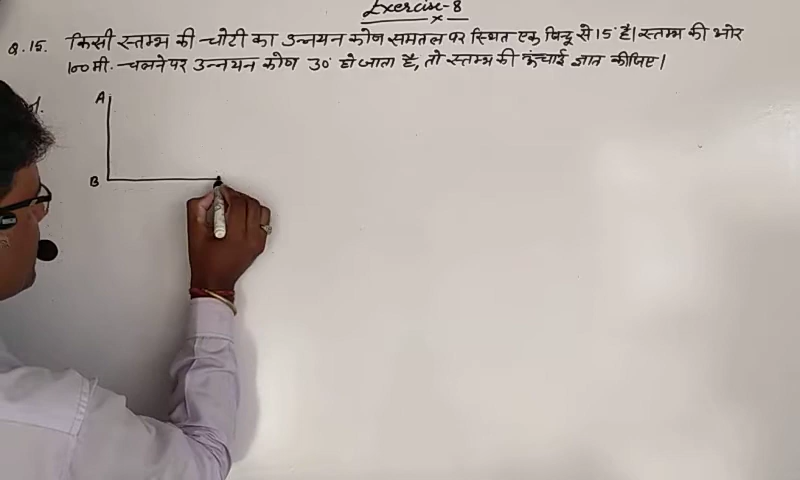 Exercise-8
Q.15. किसी स्तम्भ की चोटी का उन्नयन कोण समतल पर स्थित एक बिन्दू से 15° है। स्तम्भ की ओर
100 मी. चलने पर उन्नयन कोण 30° हो जाता है, तो स्तम्भ की ऊंचाई ज्ञात कीजिए।
A
B